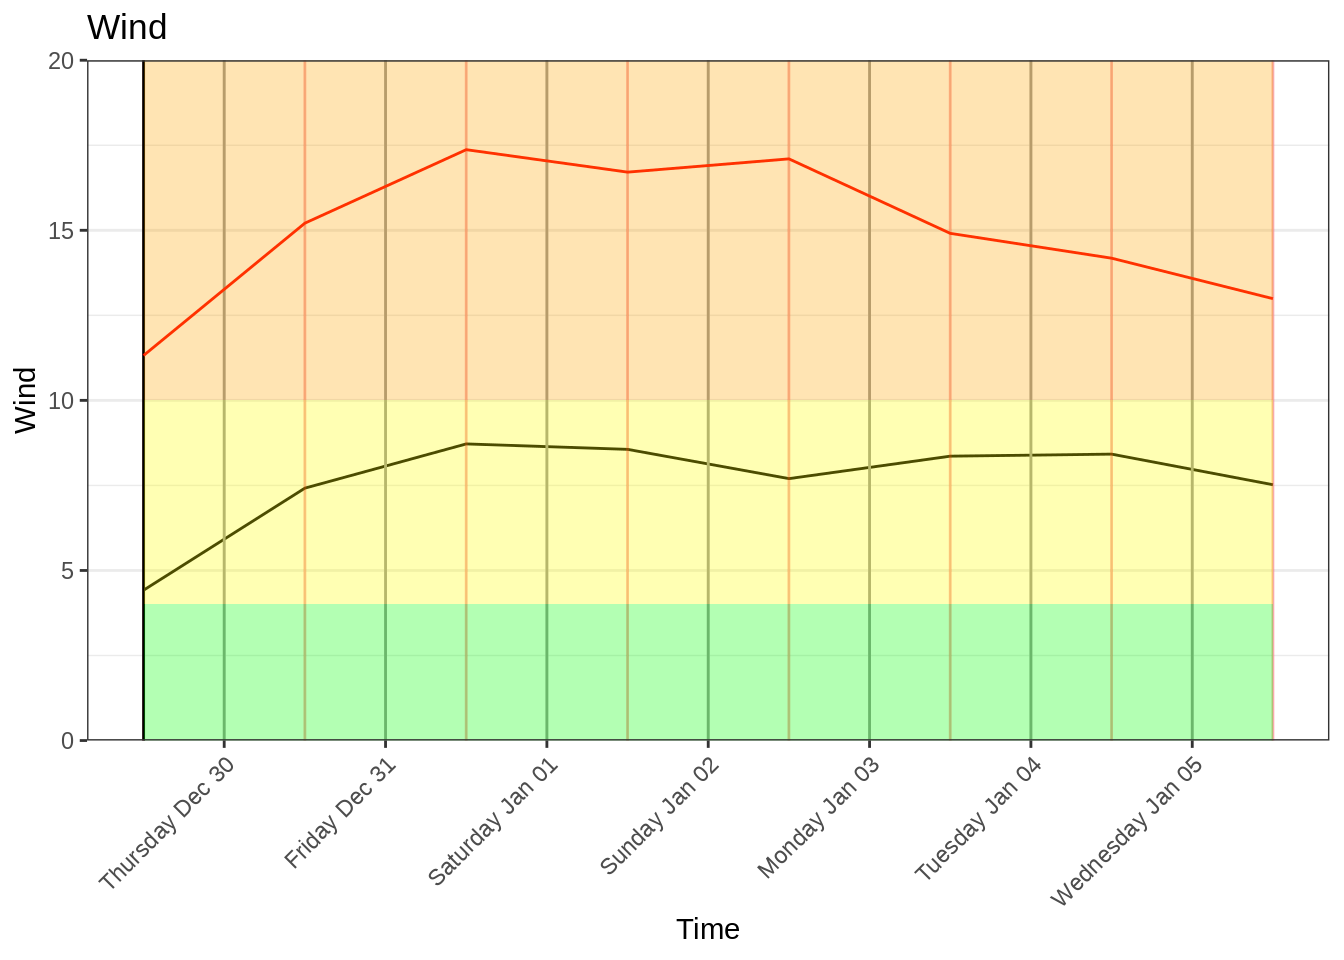 Wind
20
15
10
5
0
Wind
Thursday Dec 30
Friday Dec 31
Saturday Jan 01
Sunday Jan 02
Monday Jan 03
Tuesday Jan 04
Wednesday Jan 05
Time